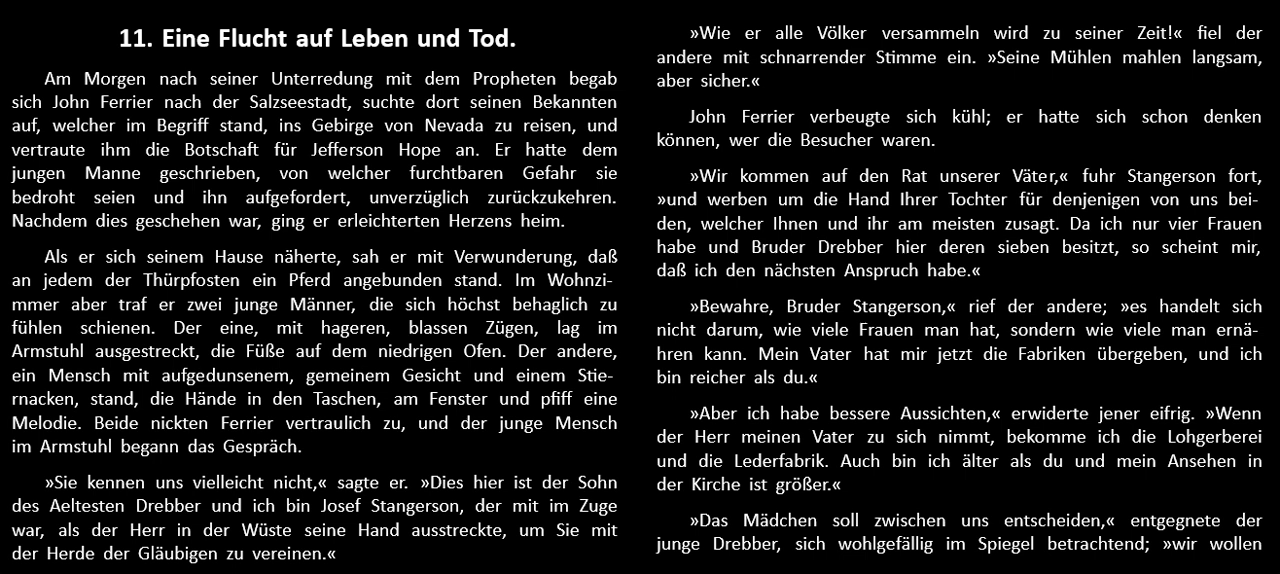 11. Eine Flucht auf Leben und Tod.
Am Morgen nach seiner Unterredung mit dem Propheten begab
sich John Ferrier nach der Salzseestadt, suchte dort seinen Bekannten
auf, welcher im Begriff stand, ins Gebirge von Nevada zu reisen, und
vertraute ihm die Botschaft für Jefferson Hope an. Er hatte dem
jungen Manne geschrieben, von welcher furchtbaren Gefahr sie
bedroht seien und ihn aufgefordert, unverzüglich zurückzukehren.
Nachdem dies geschehen war, ging er erleichterten Herzens heim.
Als er sich seinem Hause näherte, sah er mit Verwunderung, daß
an jedem der Thürpfosten ein Pferd angebunden stand. Im Wohnzi-
mmer aber traf er zwei junge Männer, die sich höchst behaglich zu
fühlen schienen. Der eine, mit hageren, blassen Zügen, lag im
Armstuhl ausgestreckt, die Füße auf dem niedrigen Ofen. Der andere,
ein Mensch mit aufgedunsenem, gemeinem Gesicht und einem Stie-
rnacken, stand, die Hände in den Taschen, am Fenster und pfiff eine
Melodie. Beide nickten Ferrier vertraulich zu, und der junge Mensch
im Armstuhl begann das Gespräch.
»Sie kennen uns vielleicht nicht,« sagte er. »Dies hier ist der Sohn
des Aeltesten Drebber und ich bin Josef Stangerson, der mit im Zuge
war, als der Herr in der Wüste seine Hand ausstreckte, um Sie mit
der Herde der Gläubigen zu vereinen.«
»Wie er alle Völker versammeln wird zu seiner Zeit!« fiel der
andere mit schnarrender Stimme ein. »Seine Mühlen mahlen langsam,
aber sicher.«
John Ferrier verbeugte sich kühl; er hatte sich schon denken
können, wer die Besucher waren.
»Wir kommen auf den Rat unserer Väter,« fuhr Stangerson fort,
»und werben um die Hand Ihrer Tochter für denjenigen von uns bei-
den, welcher Ihnen und ihr am meisten zusagt. Da ich nur vier Frauen
habe und Bruder Drebber hier deren sieben besitzt, so scheint mir,
daß ich den nächsten Anspruch habe.«
»Bewahre, Bruder Stangerson,« rief der andere; »es handelt sich
nicht darum, wie viele Frauen man hat, sondern wie viele man ernä-
hren kann. Mein Vater hat mir jetzt die Fabriken übergeben, und ich
bin reicher als du.«
»Aber ich habe bessere Aussichten,« erwiderte jener eifrig. »Wenn
der Herr meinen Vater zu sich nimmt, bekomme ich die Lohgerberei
und die Lederfabrik. Auch bin ich älter als du und mein Ansehen in
der Kirche ist größer.«
»Das Mädchen soll zwischen uns entscheiden,« entgegnete der
junge Drebber, sich wohlgefällig im Spiegel betrachtend; »wir wollen